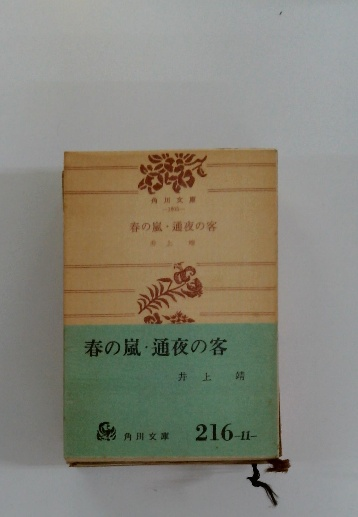 角川文庫
春の嵐・通夜の客
井上靖
春の嵐・通夜の客
井上靖
角川文庫 216-11-